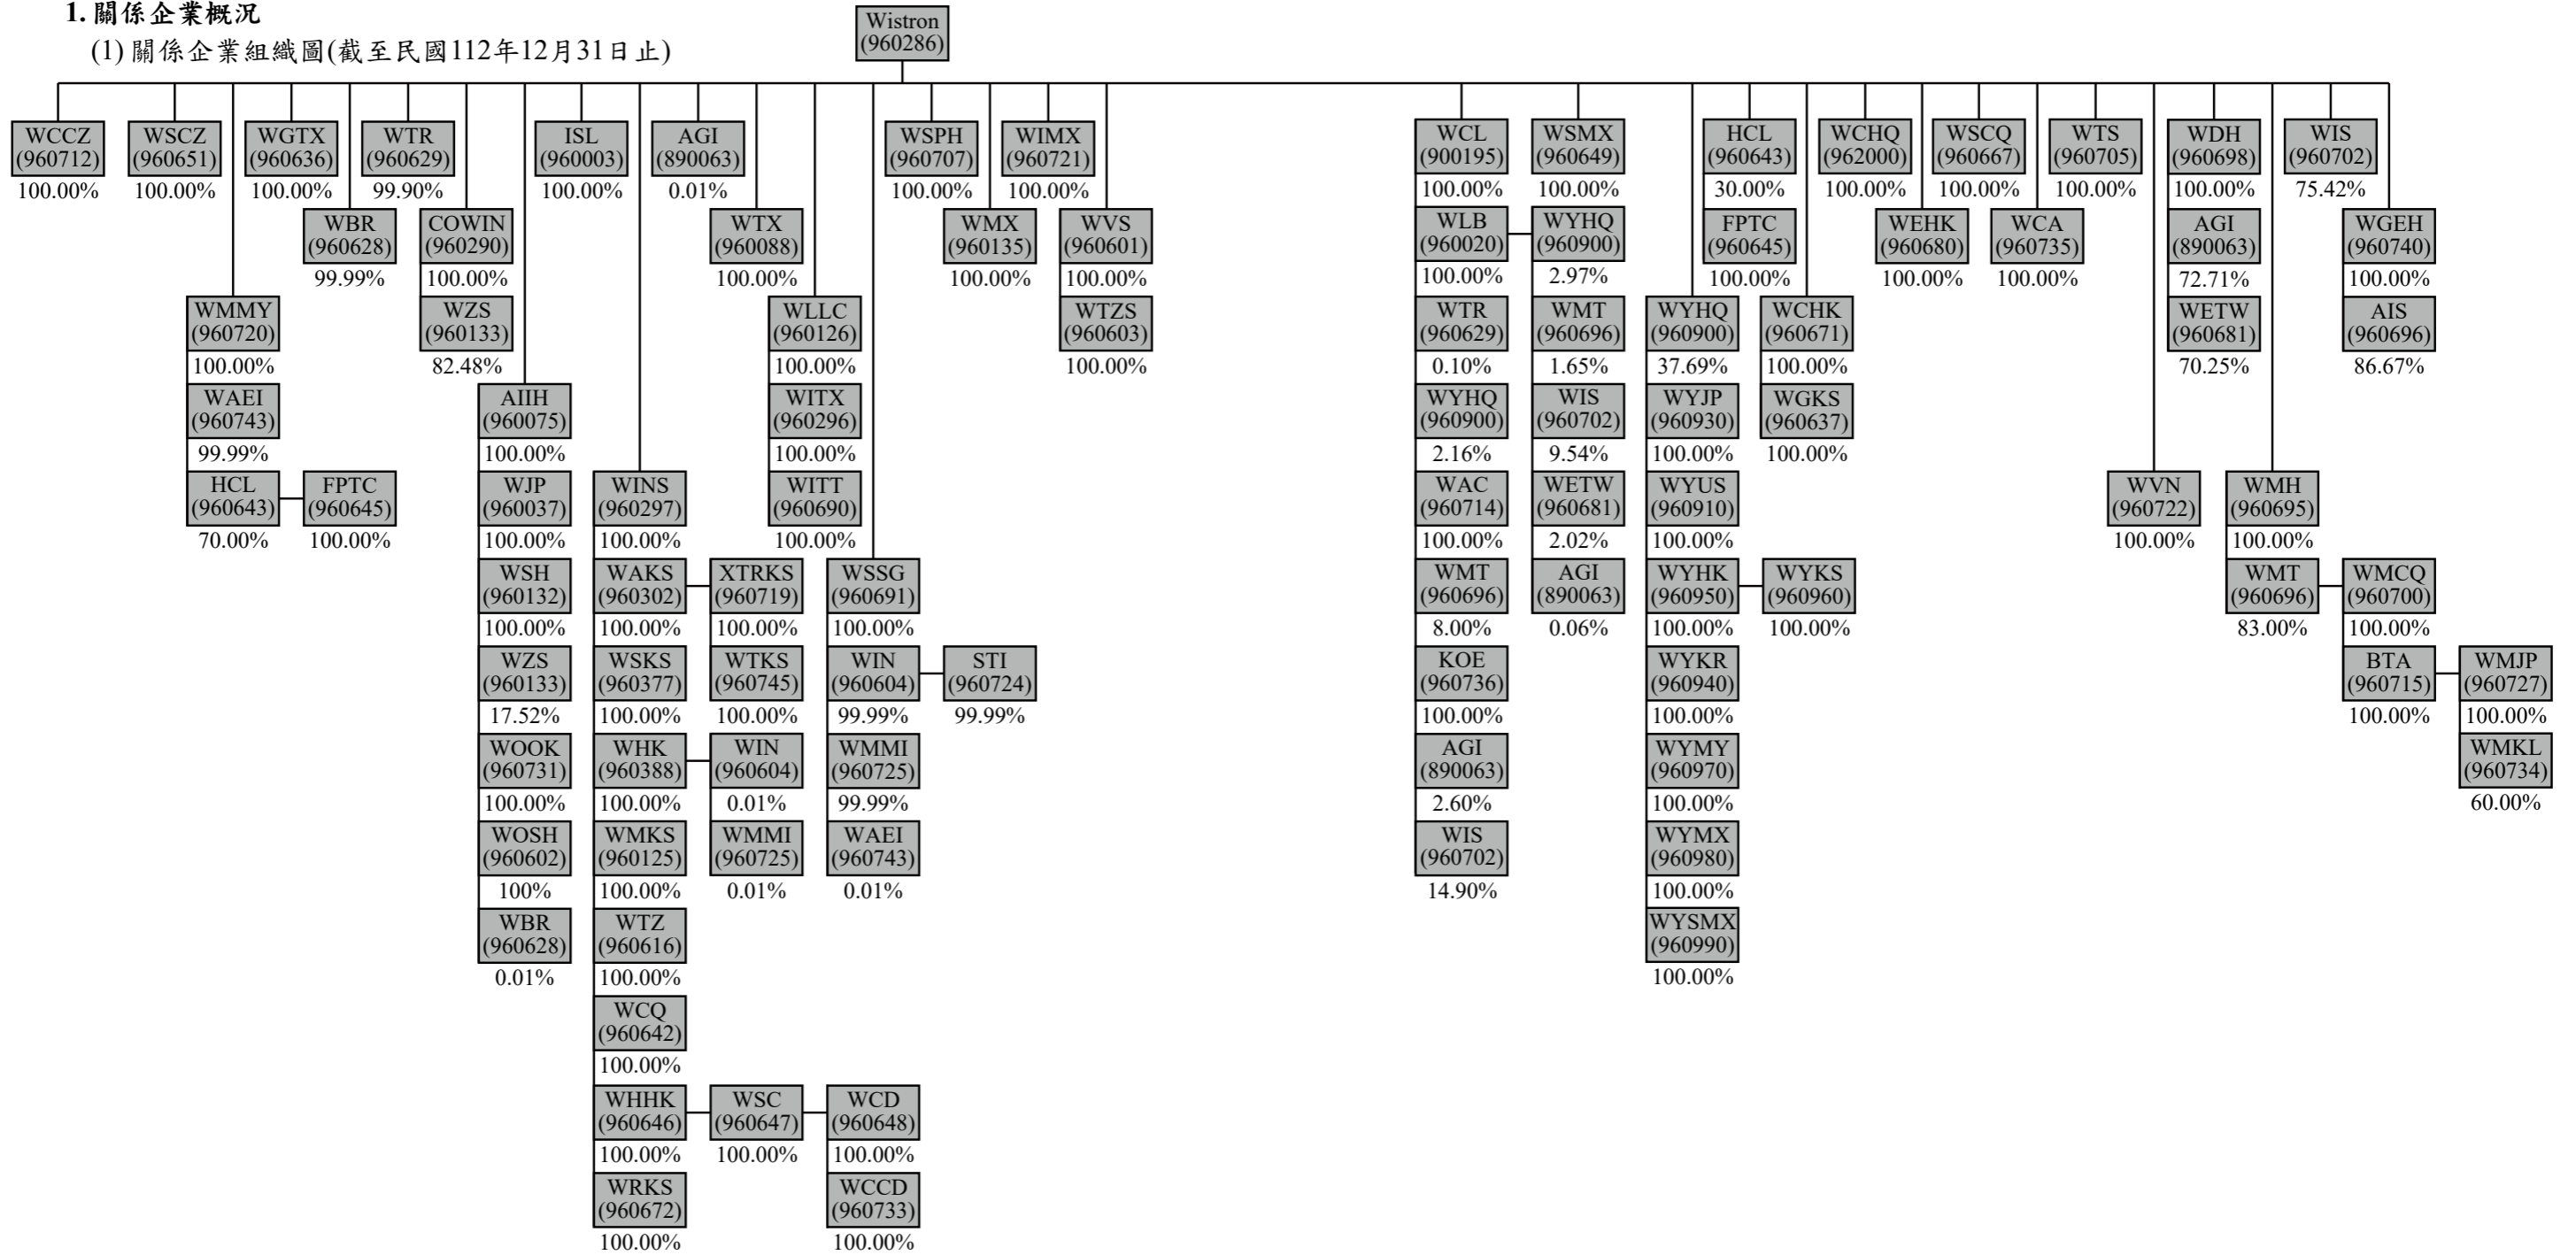 1. 關係企業概況
(1) 關係企業組織圖(截至民國112年12月31日止)
Wistron
(960286)
WCCZ
(960712)
100.00%
WSCZ
(960651)
100.00%
WMMY
(960720)
100.00%
WAEI
(960743)
99.99%
HCL
(960643)
70.00%
FPTC
(960645)
100.00%
WGTX
(960636)
100.00%
WBR
(960628)
99.99%
WTR
(960629)
99.90%
COWIN
(960290)
100.00%
WZS
(960133)
82.48%
AIIH
(960075)
100.00%
WJP
(960037)
100.00%
WSH
(960132)
100.00%
WZS
(960133)
17.52%
WOOK
(960731)
100.00%
WOSH
(960602)
100%
WBR
(960628)
0.01%
ISL
(960003)
100.00%
WINS
(960297)
100.00%
WAKS
(960302)
100.00%
XTRKS
(960719)
100.00%
WTKS
(960745)
100.00%
WSKS
(960377)
100.00%
WHK
(960388)
100.00%
WIN
(960604)
0.01%
WMMI
(960725)
0.01%
WMKS
(960125)
100.00%
WTZ
(960616)
100.00%
WCQ
(960642)
100.00%
WHHK
(960646)
100.00%
WSC
(960647)
100.00%
WCD
(960648)
100.00%
WCCD
(960733)
100.00%
WRKS
(960672)
100.00%
AGI
(890063)
0.01%
WTX
(960088)
100.00%
WLLC
(960126)
100.00%
WITX
(960296)
100.00%
WITT
(960690)
100.00%
WSSG
(960691)
100.00%
WIN
(960604)
99.99%
STI
(960724)
99.99%
WMMI
(960725)
99.99%
WAEI
(960743)
0.01%
WSPH
(960707)
100.00%
WMX
(960135)
100.00%
WIMX
(960721)
100.00%
WVS
(960601)
100.00%
WTZS
(960603)
100.00%
WCL
(900195)
100.00%
WLB
(960020)
100.00%
WTR
(960629)
0.10%
WYHQ
(960900)
2.16%
WAC
(960714)
100.00%
WMT
(960696)
8.00%
KOE
(960736)
100.00%
AGI
(890063)
2.60%
WIS
(960702)
14.90%
WSMX
(960649)
100.00%
WYHQ
(960900)
2.97%
WMT
(960696)
1.65%
WIS
(960702)
9.54%
WETW
(960681)
2.02%
AGI
(890063)
0.06%
WYHQ
(960900)
37.69%
WYJP
(960930)
100.00%
WYUS
(960910)
100.00%
WYHK
(960950)
100.00%
WYKS
(960960)
100.00%
WYKR
(960940)
100.00%
WYMY
(960970)
100.00%
WYMX
(960980)
100.00%
WYSMX
(960990)
100.00%
HCL
(960643)
30.00%
FPTC
(960645)
100.00%
WCHK
(960671)
100.00%
WGKS
(960637)
100.00%
WCHQ
(962000)
100.00%
WEHK
(960680)
100.00%
WSCQ
(960667)
100.00%
WCA
(960735)
100.00%
WTS
(960705)
100.00%
WVN
(960722)
100.00%
WDH
(960698)
100.00%
AGI
(890063)
72.71%
WETW
(960681)
70.25%
WMH
(960695)
100.00%
WMT
(960696)
83.00%
WMCQ
(960700)
100.00%
BTA
(960715)
100.00%
WMJP
(960727)
100.00%
WMKL
(960734)
60.00%
WIS
(960702)
75.42%
WGEH
(960740)
100.00%
AIS
(960696)
86.67%